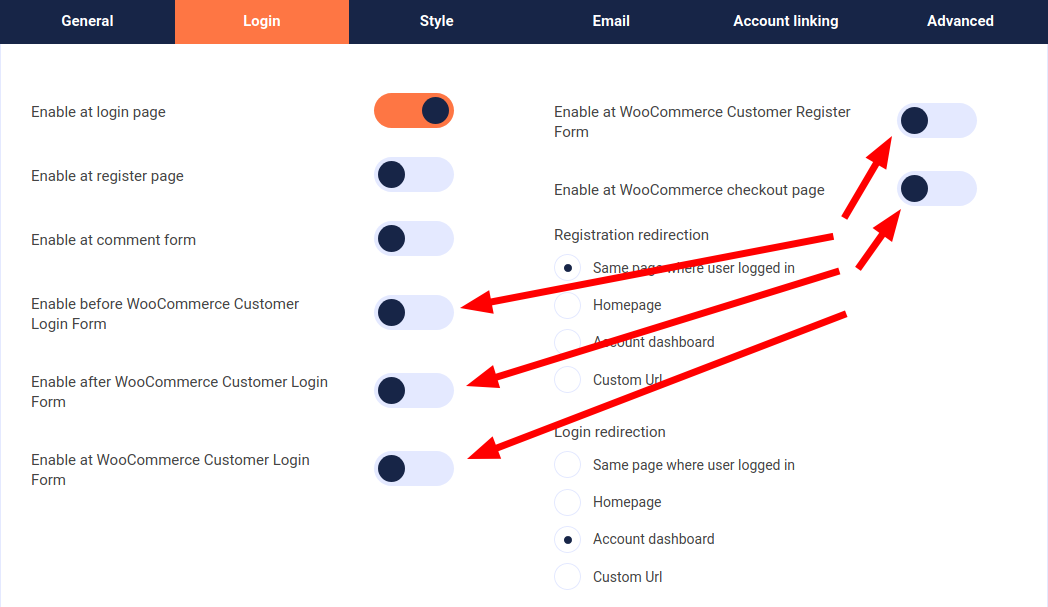 General
Login
Style
Email
Account linking
Advanced
Enable at login page
Enable at register page
Enable at comment form
Enable before WooCommerce Customer
Login Form
Enable after WooCommerce Customer Login
Form
Enable at WooCommerce Customer Login
Form
Enable at WooCommerce Customer Register
Form
Enable at WooCommerce checkout page
Registration redirection
Same page where user logged in
Homepage
Account dashboard
Custom Url
Login redirection
Same page where user logged in
Homepage
Account dashboard
Custom Url